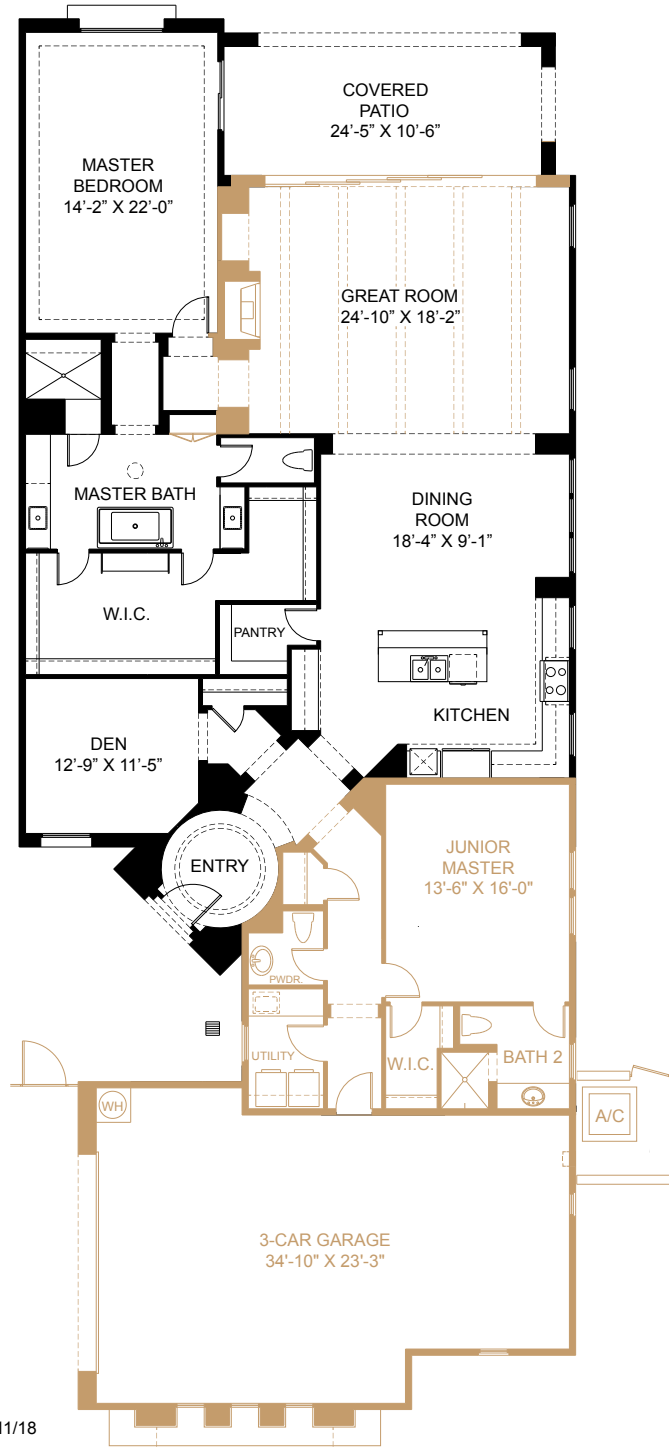 COVERED
PATIO
24’-5” X 10’-6”
MASTER
BEDROOM
14’-2” X 22’-0”
GREAT ROOM
24’-10” X 18’-2”
MASTER BATH
DINING
ROOM
18’-4” X 9’-1”
W.I.C.
PANTRY
KITCHEN
DEN
12’-9” X 11’-5”
ENTRY
JUNIOR
MASTER
13'-6" X 16'-0"
PWDR.
UTILITY
W.I.C.
BATH 2
WH
A/C
3-CAR GARAGE
34'-10" X 23'-3"
11/18